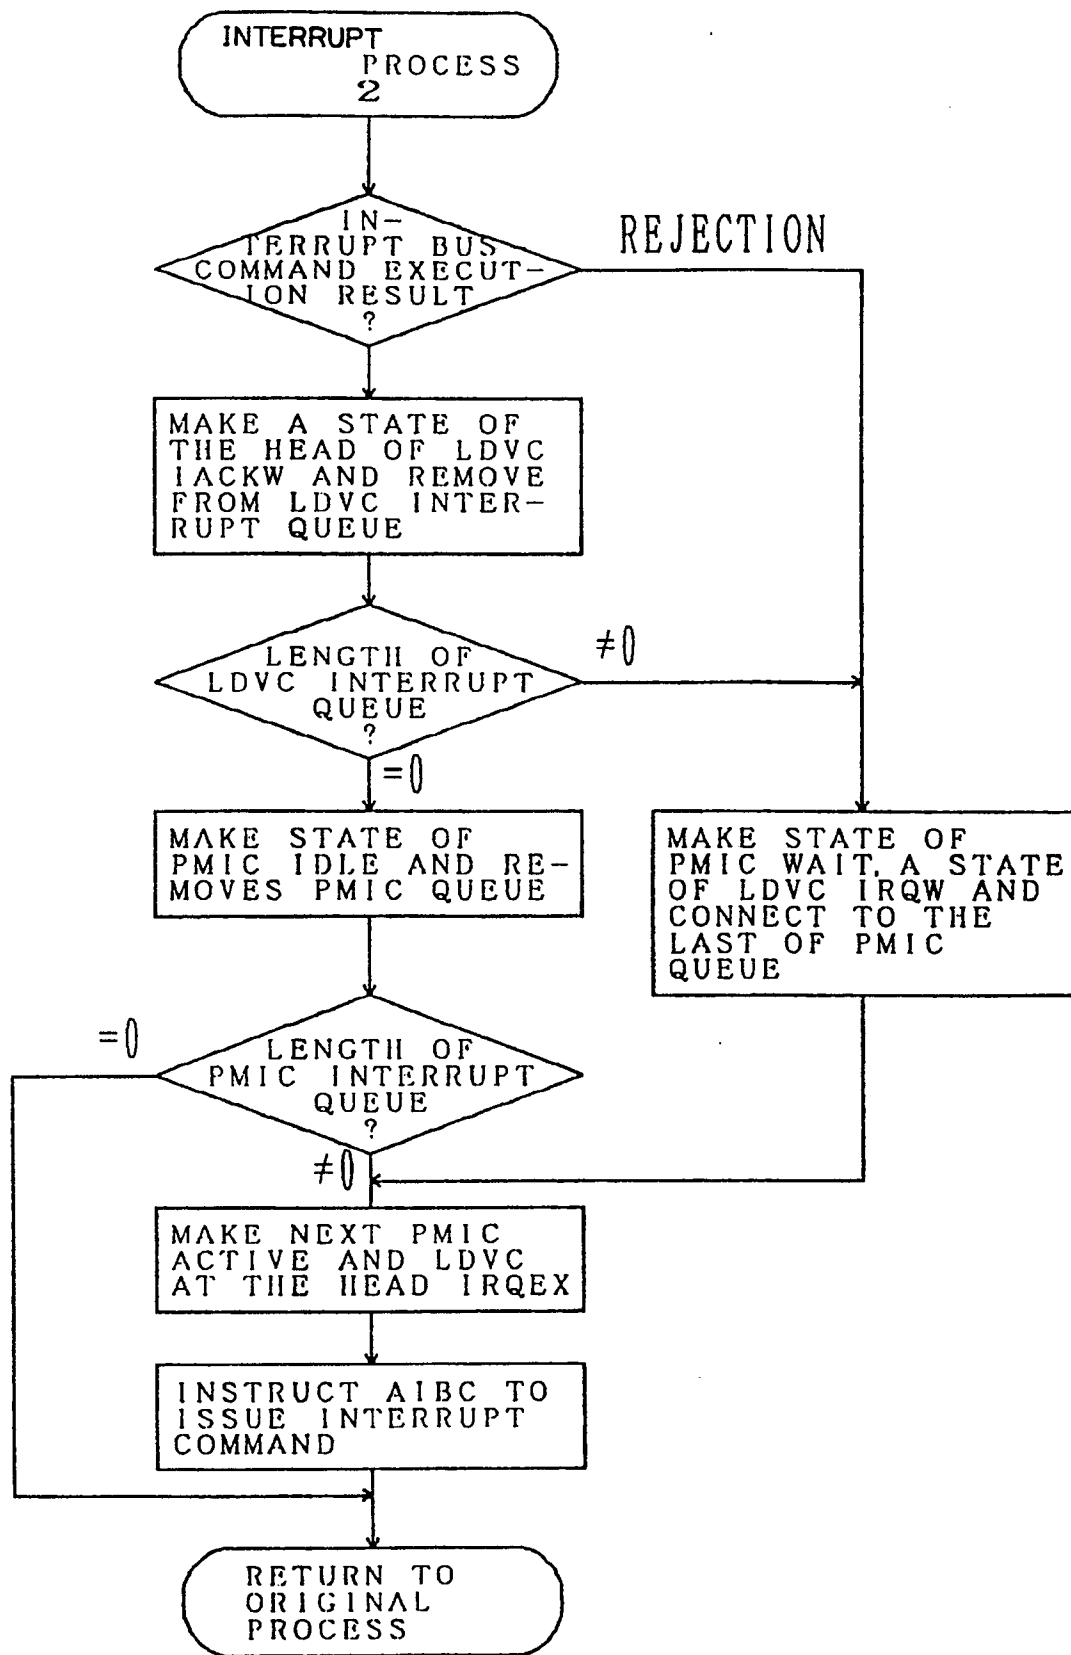 INTERRUPT
PROCESS
2
IN-
TERRUPT BUS
COMMAND EXECUT-
ION RESULT
?
REJECTION
MAKE A STATE OF
THE HEAD OF LDVC
IACKW AND REMOVE
FROM LDVC INTER-
RUPT QUEUE
LENGTH OF
LDVC INTERRUPT
QUEUE
?
≠0
=0
MAKE STATE OF
PMIC IDLE AND RE-
MOVES PMIC QUEUE
MAKE STATE OF
PMIC WAIT, A STATE
OF LDVC IRQW AND
CONNECT TO THE
LAST OF PMIC
QUEUE
=0
LENGTH OF
PMIC INTERRUPT
QUEUE
?
≠0
MAKE NEXT PMIC
ACTIVE AND LDVC
AT THE HEAD IRQEX
INSTRUCT AIBC TO
ISSUE INTERRUPT
COMMAND
RETURN TO
ORIGINAL
PROCESS